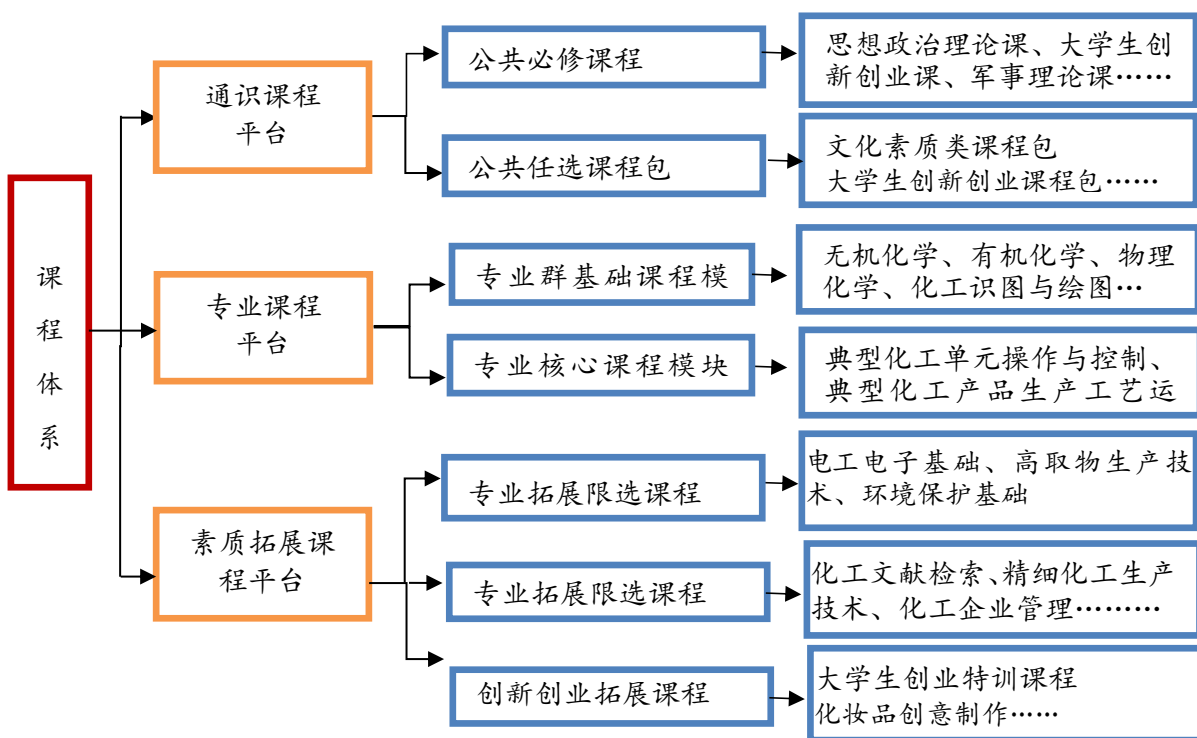 课
程
体
系
通识课程
平台
公共必修课程
思想政治理论课、大学生创
新创业课、军事理论课……
公共任选课程包
文化素质类课程包
大学生创新创业课程包……
专业课程
平台
专业群基础课程模
无机化学、有机化学、物理
化学、化工识图与绘图…
专业核心课程模块
典型化工单元操作与控制、
典型化工产品生产工艺运
素质拓展课
程平台
专业拓展限选课程
电工电子基础、高取物生产技
术、环境保护基础
专业拓展限选课程
化工文献检索、精细化工生产
技术、化工企业管理………
创新创业拓展课程
大学生创业特训课程
化妆品创意制作……